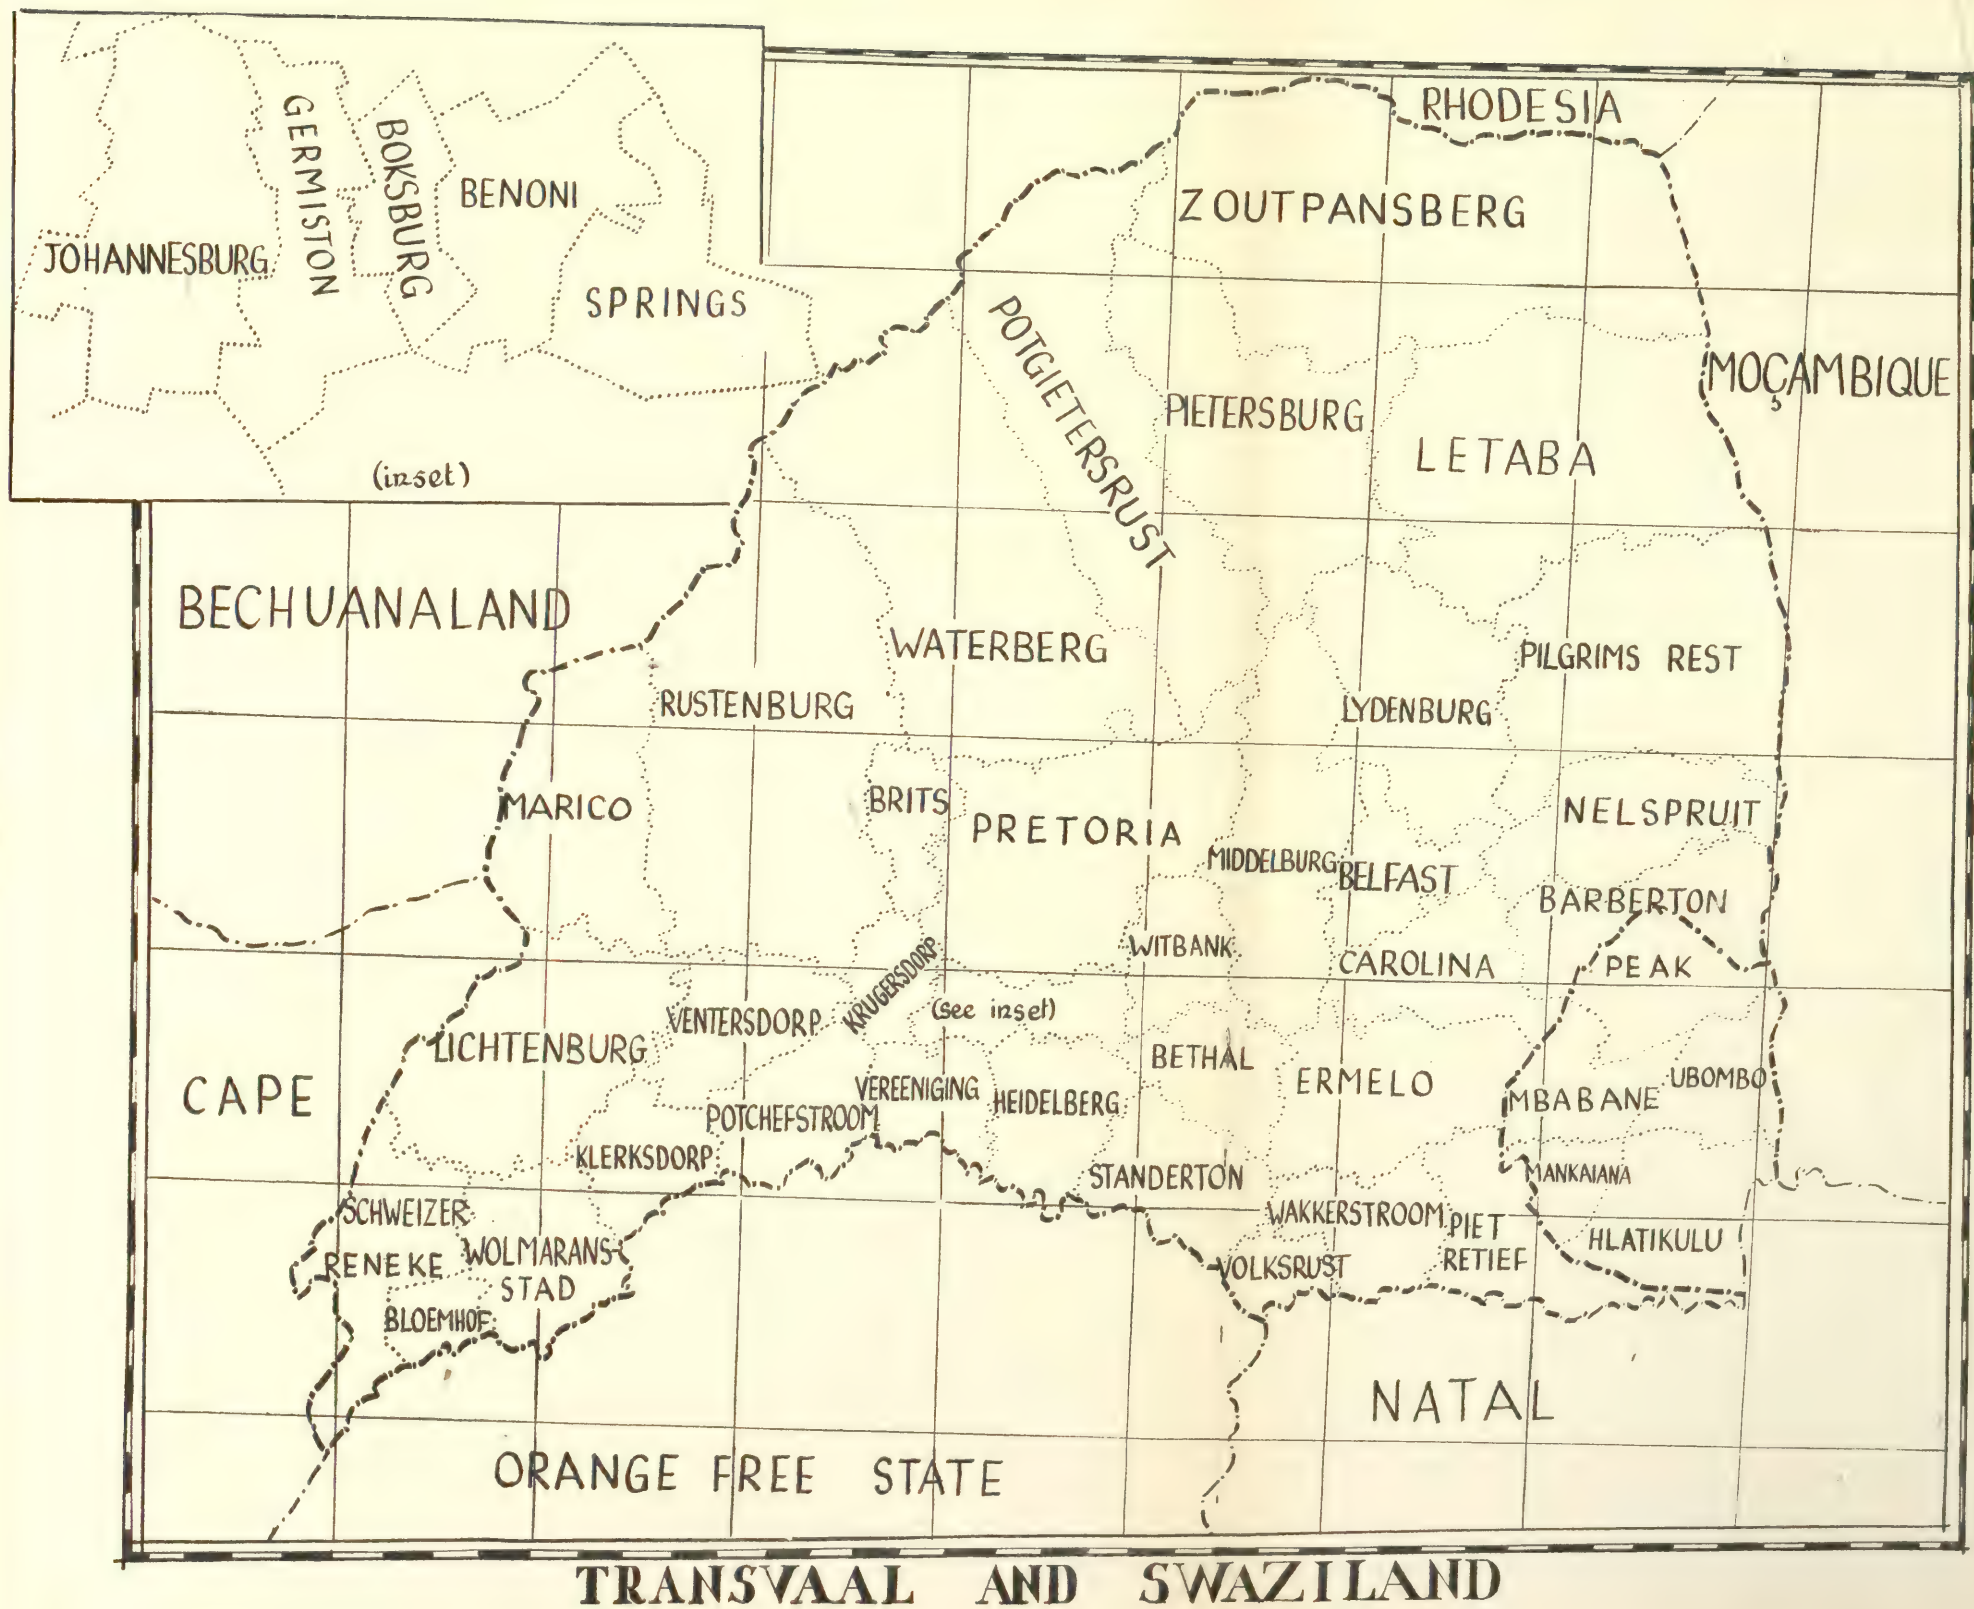 GERMISTON
BOKSBURG
BENONI
JOHANNESBURG
SPRINGS
(inset)
RHODESIA
ZOUTPANSBERG
POTGIETERSRUST
PIETERSBURG
LETABA
MOÇAMBIQUE
BECHUANALAND
WATERBERG
PILGRIMS REST
RUSTENBURG
LYDENBURG
MARICO
BRITS
PRETORIA
NELSPRUIT
MIDDELBURG
BELFAST
BARBERTON
WITBANK
CAROLINA
PEAK
KRUGERSDORP
VENTERSDORP
(see inset)
LICHTENBURG
BETHAL
ERMELO
UBOMBO
MBABANE
CAPE
VEREENIGING
HEIDELBERG
POTCHEFSTROOM
KLERKSDORP
STANDERTON
MANKAIANA
SCHWEIZER
RENEKE
WOLMARANS-
STAD
WAKKERSTROOM
PIET
RETIEF
HLATIKULU
VOLKSRUST
BLOEMHOF
NATAL
ORANGE FREE STATE
TRANSVAAL AND SWAZILAND